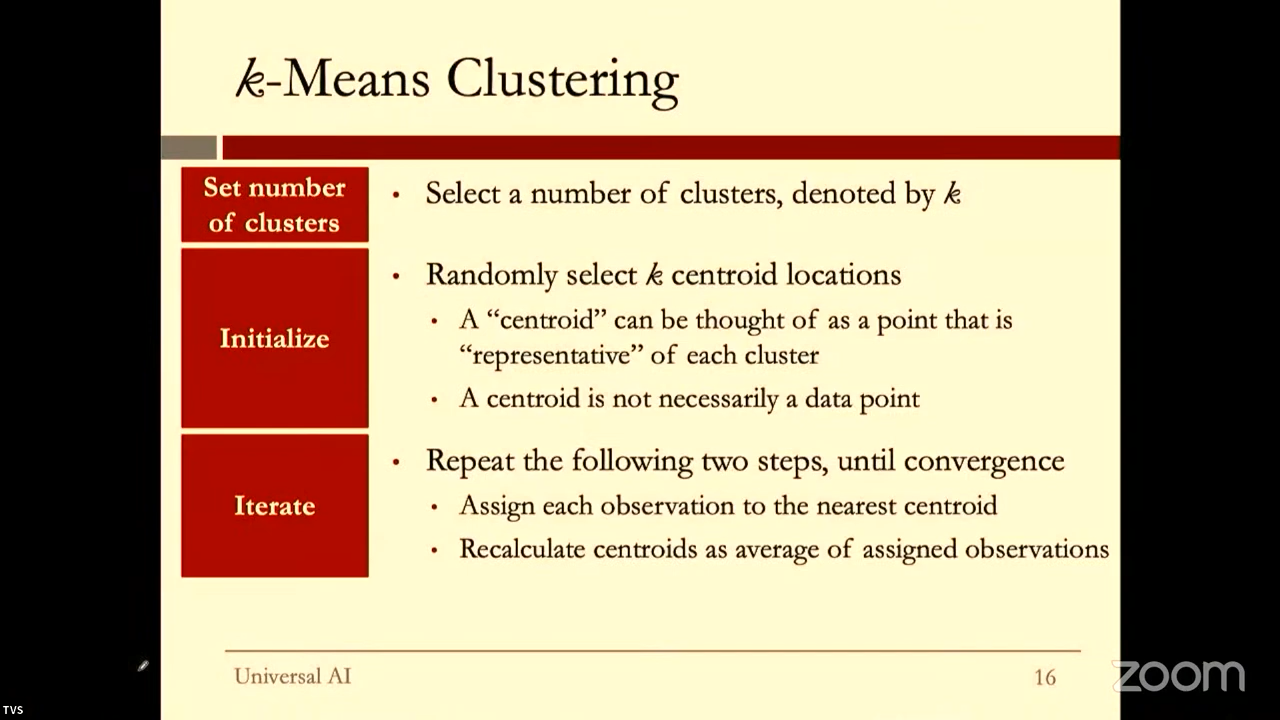 k-Means Clustering
Set number
of clusters
• Select a number of clusters, denoted by k
Initialize
• Randomly select k centroid locations
• A “centroid” can be thought of as a point that is
“representative” of each cluster
• A centroid is not necessarily a data point
Iterate
• Repeat the following two steps, until convergence
• Assign each observation to the nearest centroid
• Recalculate centroids as average of assigned observations
Universal AI
16
zoom
TVS